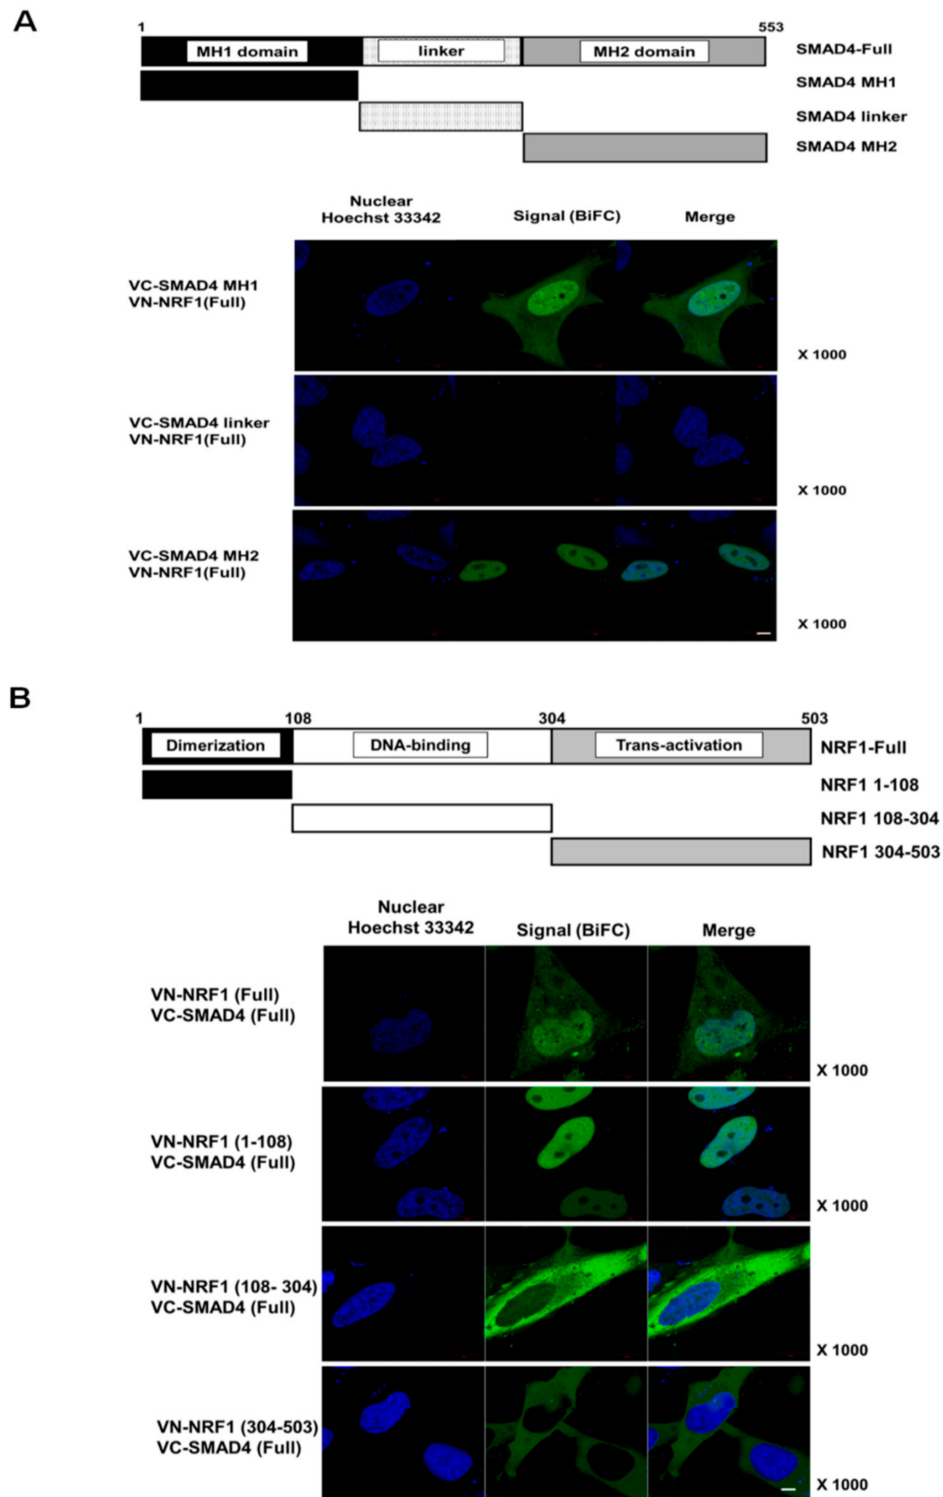 A
1 553
MH1 domain linker MH2 domain SMAD4-Full
SMAD4 MH1
SMAD4 linker
SMAD4 MH2
Nuclear
Hoechst 33342 Signal (BiFC) Merge
VC-SMAD4 MH1
VN-NRF1(Full)
X 1000
VC-SMAD4 linker
VN-NRF1(Full)
X 1000
VC-SMAD4 MH2
VN-NRF1(Full)
X 1000
B
1 108 304 503
Dimerization DNA-binding Trans-activation NRF1-Full
NRF1 1-108
NRF1 108-304
NRF1 304-503
Nuclear
Hoechst 33342 Signal (BiFC) Merge
VN-NRF1 (Full)
VC-SMAD4 (Full)
X 1000
VN-NRF1 (1-108)
VC-SMAD4 (Full)
X 1000
VN-NRF1 (108- 304)
VC-SMAD4 (Full)
X 1000
VN-NRF1 (304-503)
VC-SMAD4 (Full)
X 1000